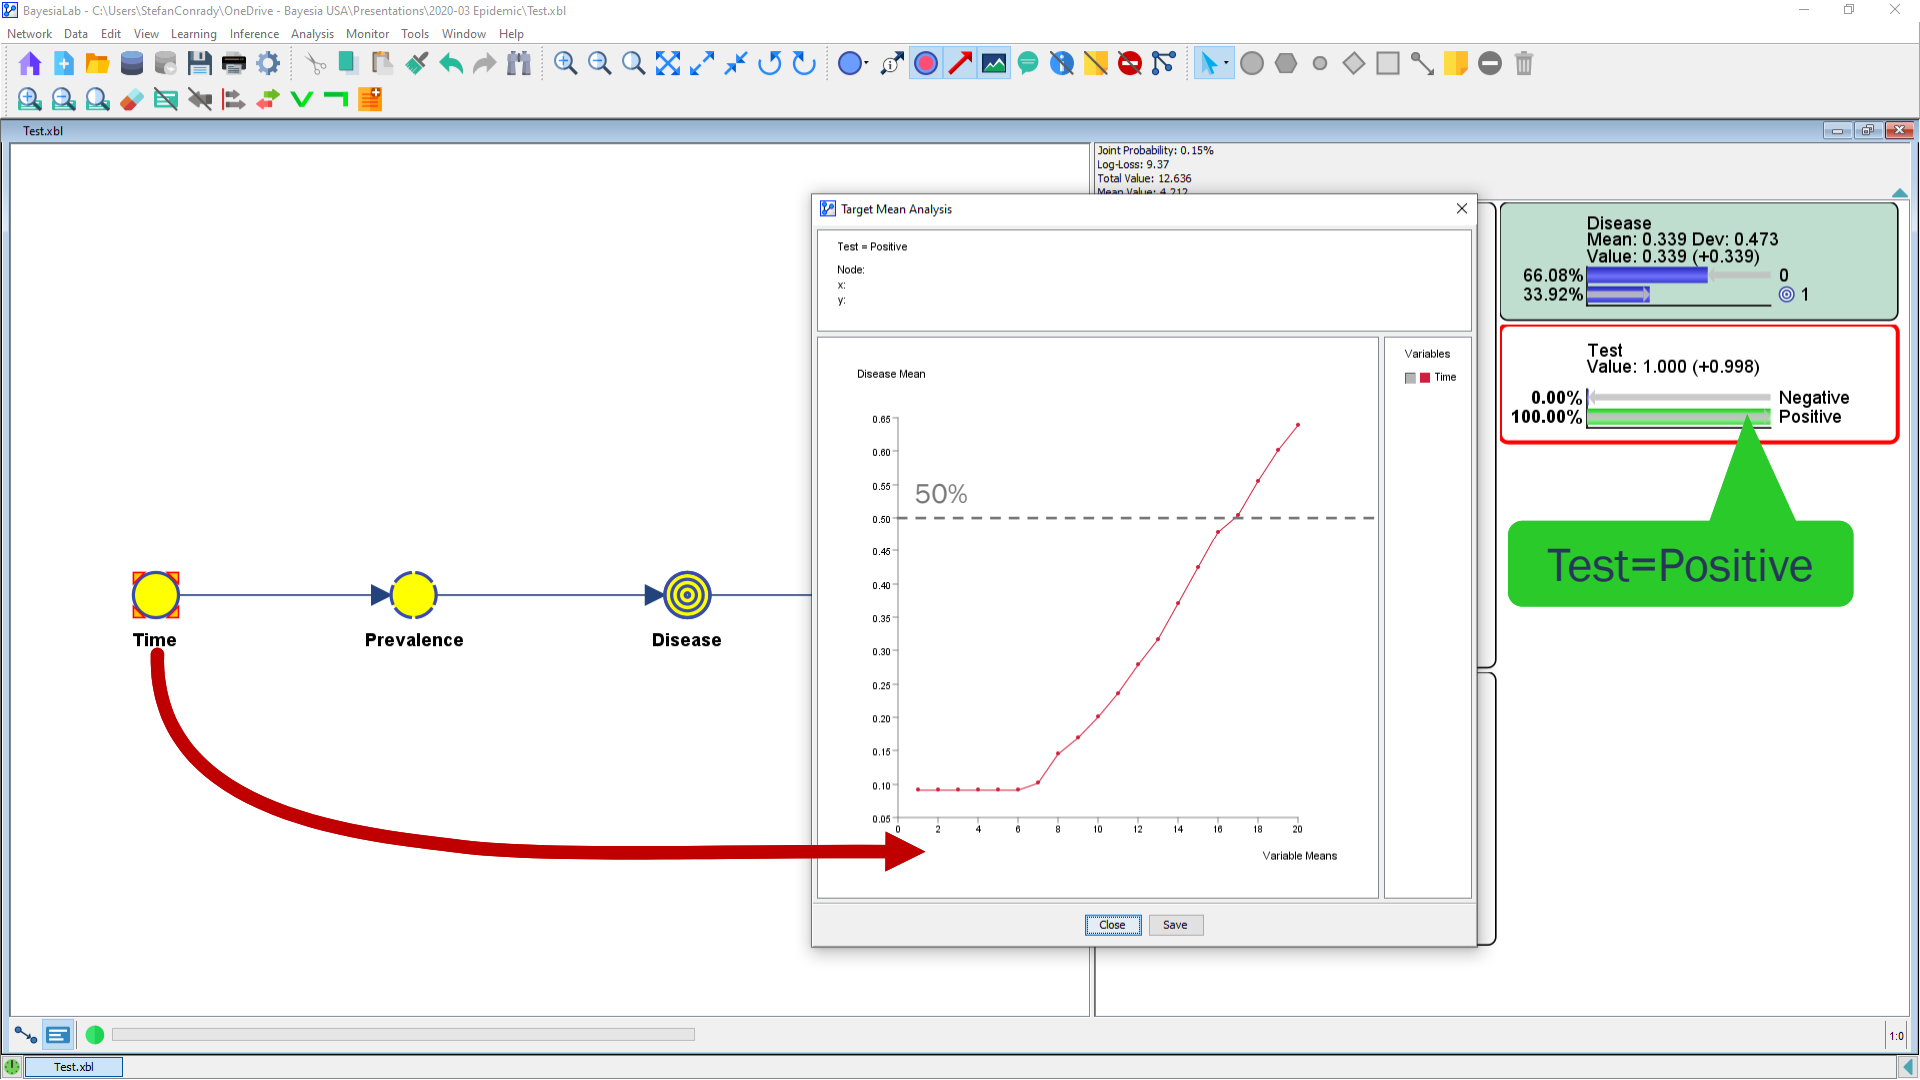 BayesiaLab - C:\Users\StefanConrady\OneDrive - Bayesia USA\Presentations\2020-03 Epidemic\Test.xbl
Network Data Edit View Learning Inference Analysis Monitor Tools Window Help
Test.xbl
Joint Probability: 0.15%
Log-Loss: 9.37
Total Value: 12.636
Mean Value: 4.212
Target Mean Analysis
Test = Positive
Node:
x:
y:
Disease Mean
0.65
0.60
0.55
0.50
0.45
0.40
0.35
0.30
0.25
0.20
0.15
0.10
0.05
50%
0 2 4 6 8 10 12 14 16 18 20
Variable Means
Variables
Time
Close Save
Disease
Mean: 0.339 Dev: 0.473
Value: 0.339 (+0.339)
66.08% 0
33.92% 1
Test
Value: 1.000 (+0.998)
0.00% Negative
100.00% Positive
Test=Positive
Time Prevalence Disease
1:0
Test.xbl